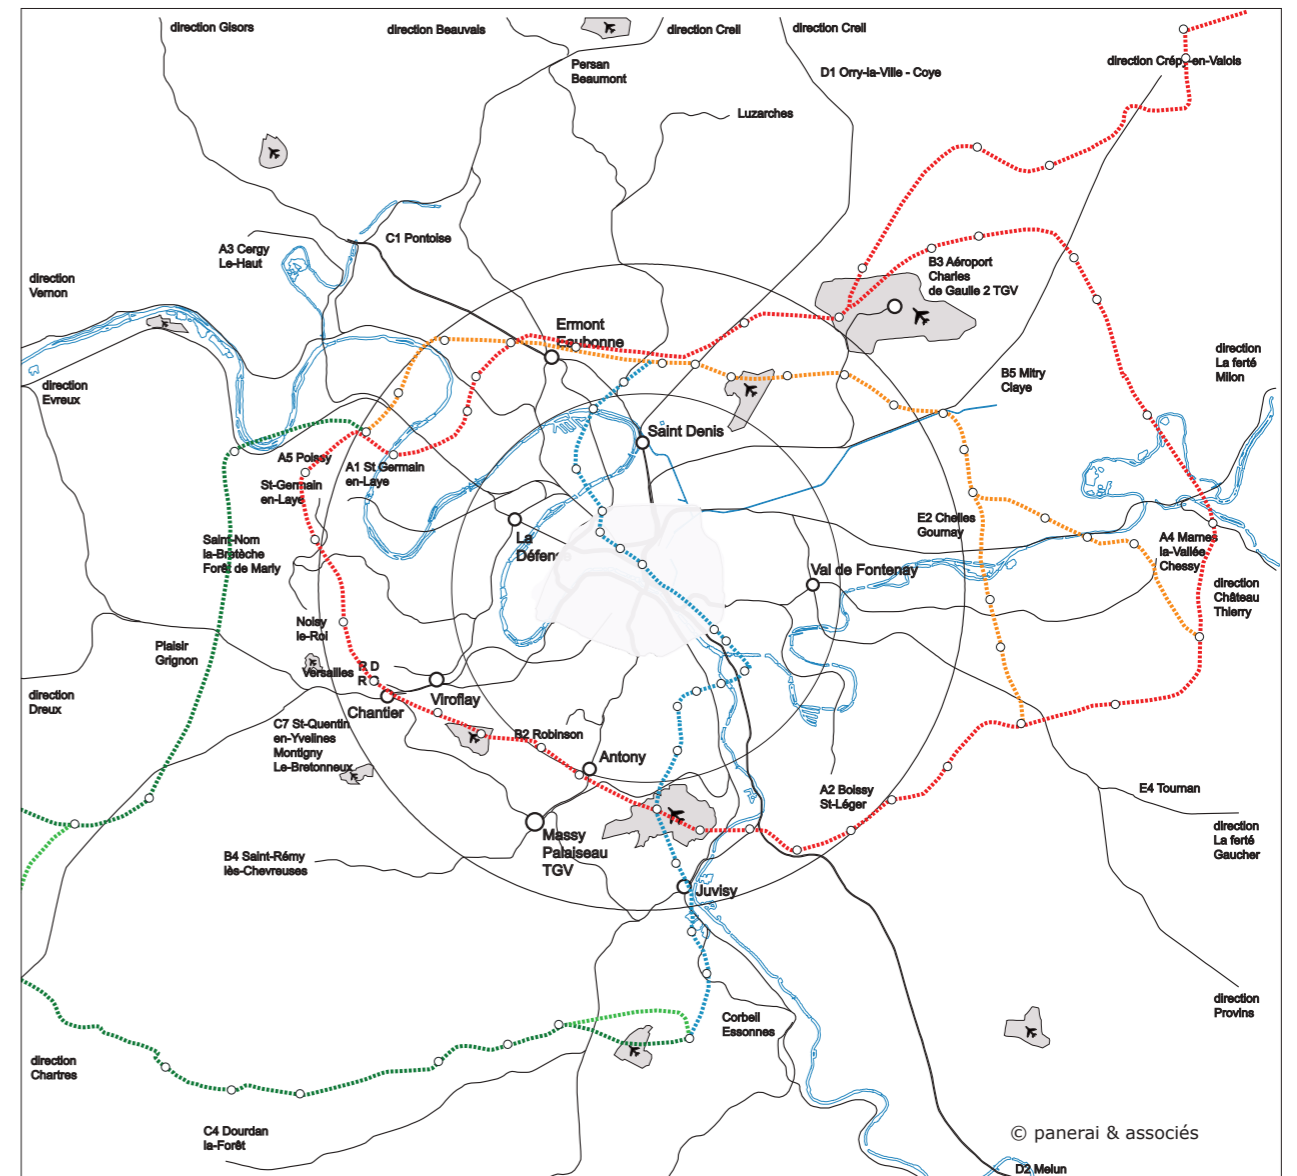 direction Gisors
direction Beauvais
direction Creil
direction Creil
Persan
Beaumont
D1 Orry-la-Ville - Coye
direction Crépy-en-Valois
Luzarches
A3 Cergy
Le-Haut
C1 Pontoise
direction
Vernon
B3 Aéroport
Charles
de Gaulle 2 TGV
Ermont
Eaubonne
direction
La ferté
Milon
direction
Evreux
B5 Mitry
Claye
Saint Denis
A5 Poissy
A1 St Germain
en-Laye
St-Germain
en-Laye
E2 Chelles
Gournay
La
Défense
Saint-Nom
la-Bretèche
Forêt de Marly
A4 Marnes
la-Vallée
Chessy
Val de Fontenay
direction
Château
Thierry
Noisy
le-Roi
Plaisir
Grignon
Versailles
R D
R G
direction
Dreux
Viroflay
Chantier
C7 St-Quentin
en-Yvelines
Montigny
Le-Bretonneux
B2 Robinson
Antony
A2 Boissy
St-Léger
E4 Tournan
Massy
Palaiseau
TGV
direction
La ferté
Gaucher
B4 Saint-Rémy
lès-Chevreuses
Juvisy
direction
Provins
Corbeil
Essonnes
direction
Chartres
C4 Dourdan
la-Forêt
© panerai & associés
D2 Melun